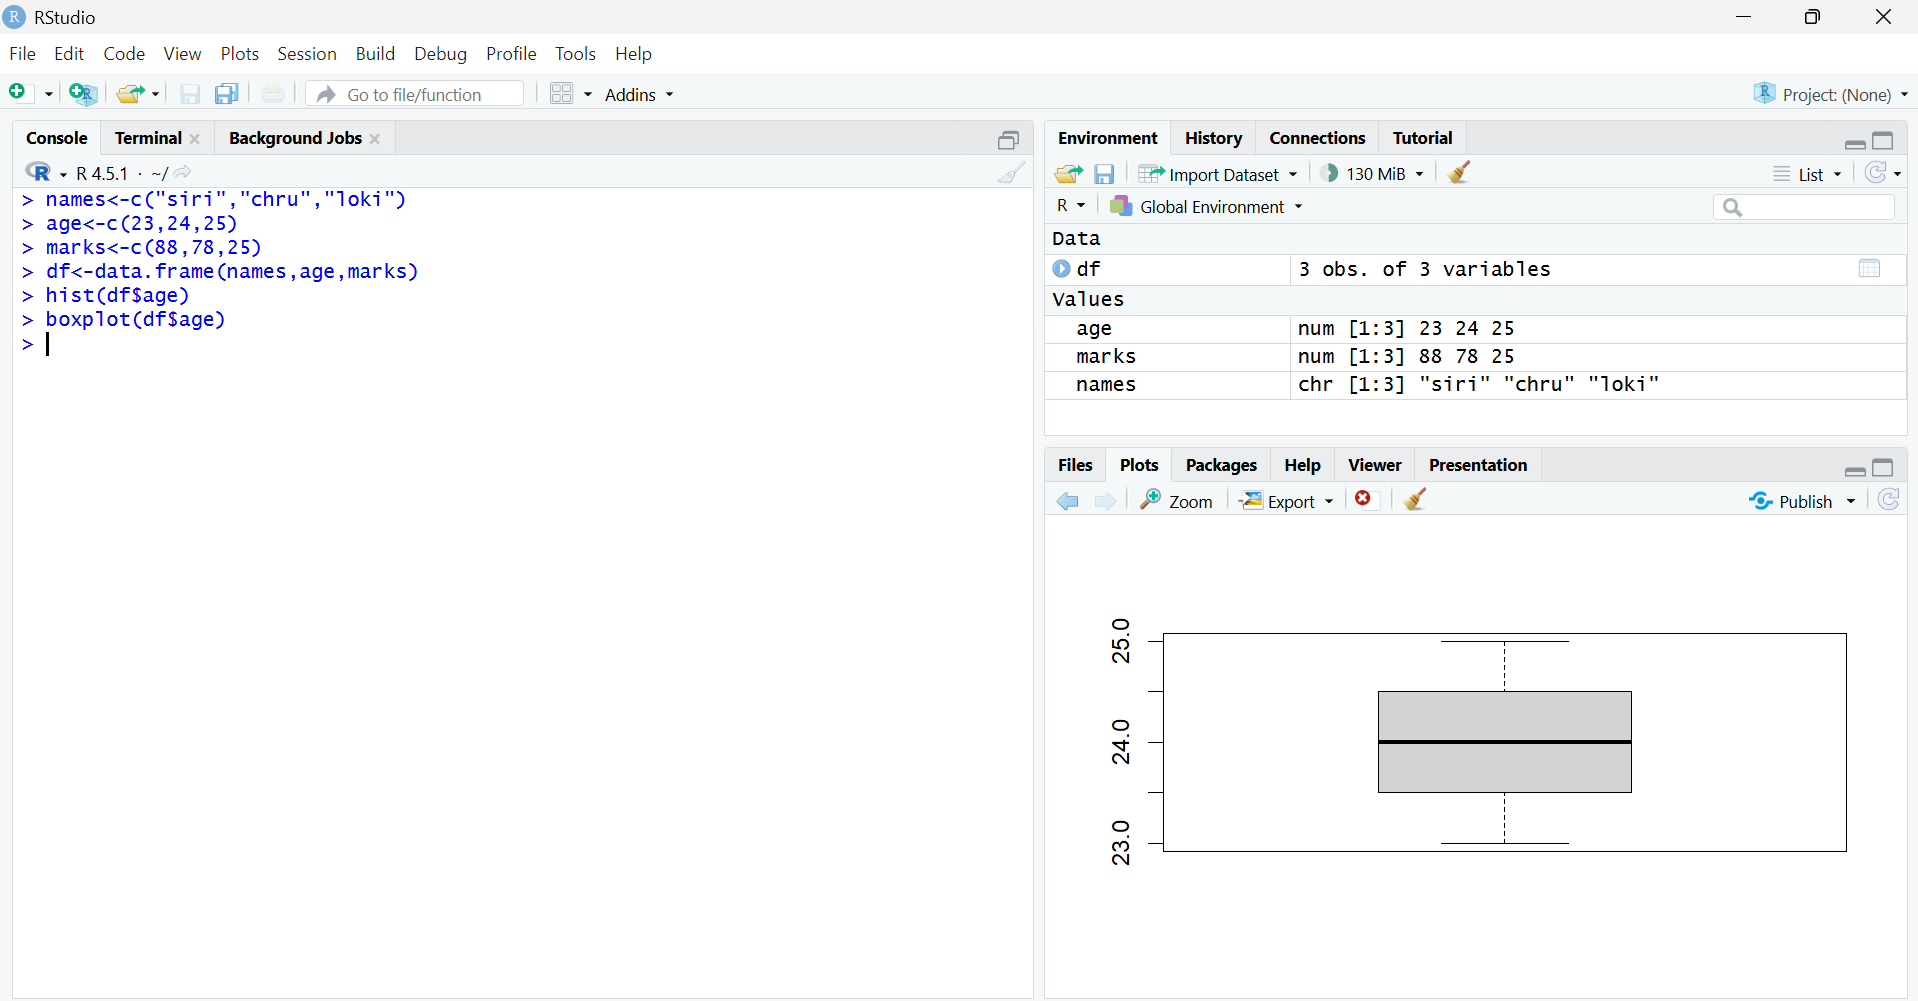 RStudio
File Edit Code View Plots Session Build Debug Profile Tools Help
Go to file/function Addins Project: (None)
Console Terminal Background Jobs
R 4.5.1 · ~/
> names<-c("siri","chru","loki")
> age<-c(23,24,25)
> marks<-c(88,78,25)
> df<-data.frame(names,age,marks)
> hist(df$age)
> boxplot(df$age)
>
Environment History Connections Tutorial
Import Dataset 130 MiB List
R Global Environment
Data
df 3 obs. of 3 variables
Values
age num [1:3] 23 24 25
marks num [1:3] 88 78 25
names chr [1:3] "siri" "chru" "loki"
Files Plots Packages Help Viewer Presentation
Zoom Export Publish
25.0
24.0
23.0